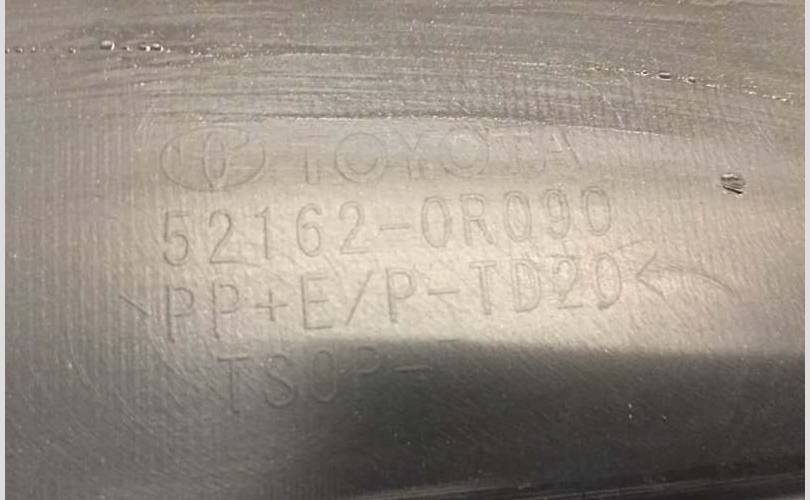 TOYOTA
52162-0R090
>PP+E/P-TD20<
TSOP-